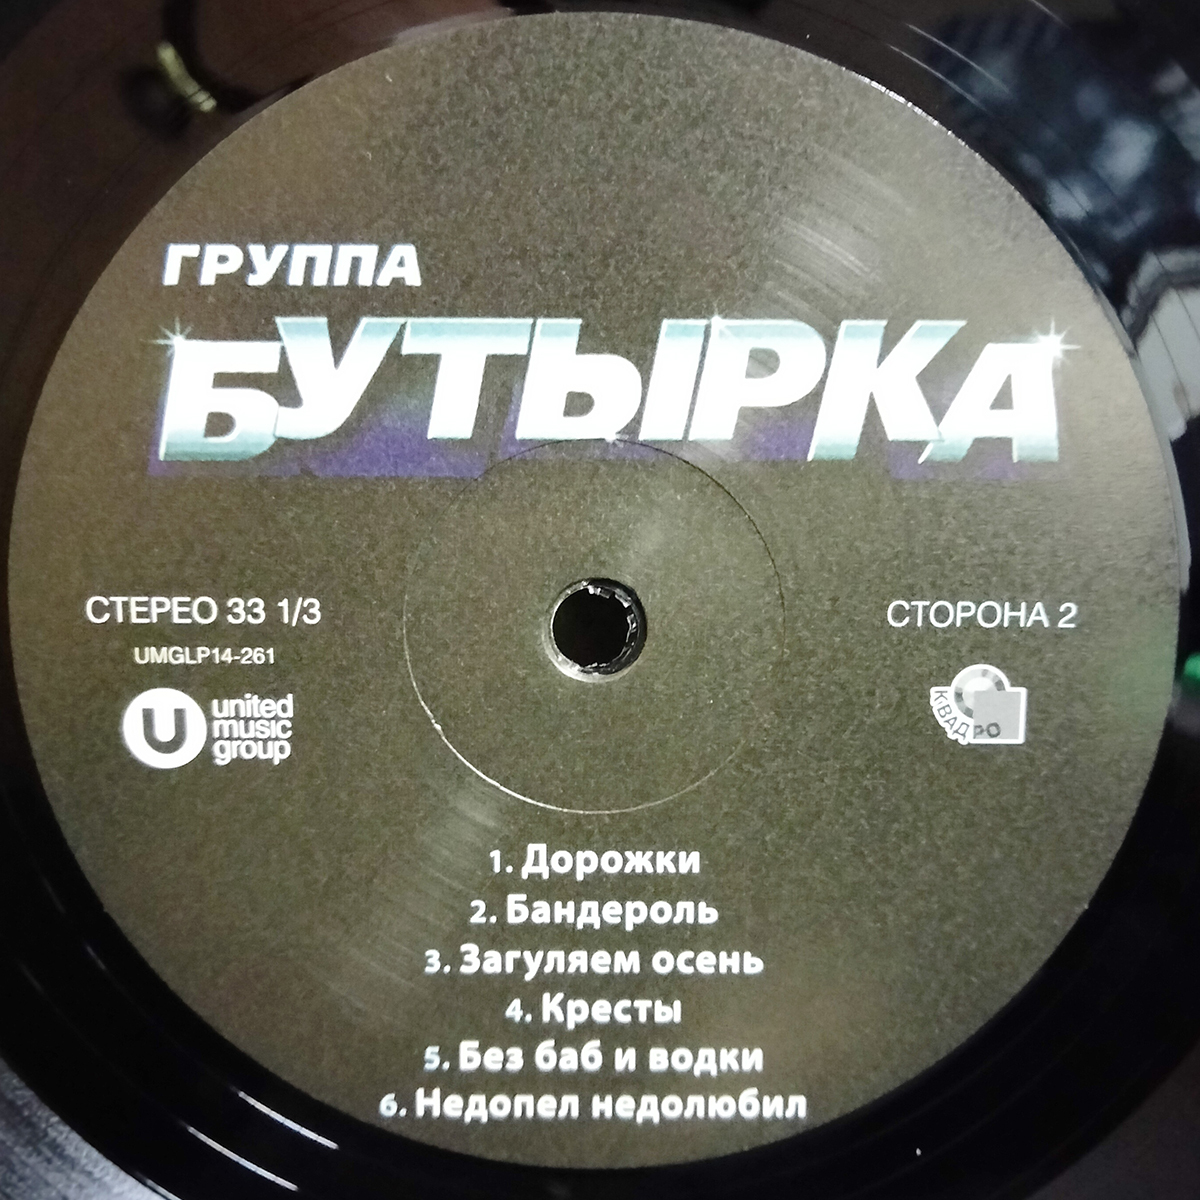 ГРУППА
БУТЫРКА
СТЕРЕО 33 1/3
UMGLP14-261
united
music
group
U
СТОРОНА 2
КВАДРО
1. Дорожки
2. Бандероль
3. Загуляем осень
4. Кресты
5. Без баб и водки
6. Недопел недолюбил